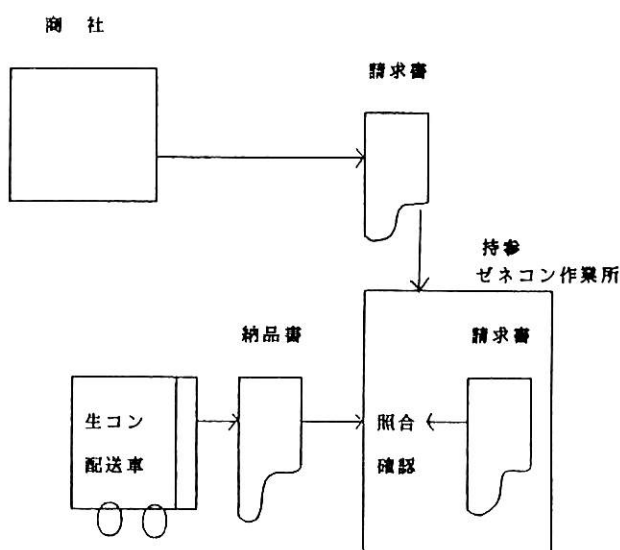 商 社
請求書
持参
ゼネコン作業所
納品書
請求書
生コン
配送車
照合
確認